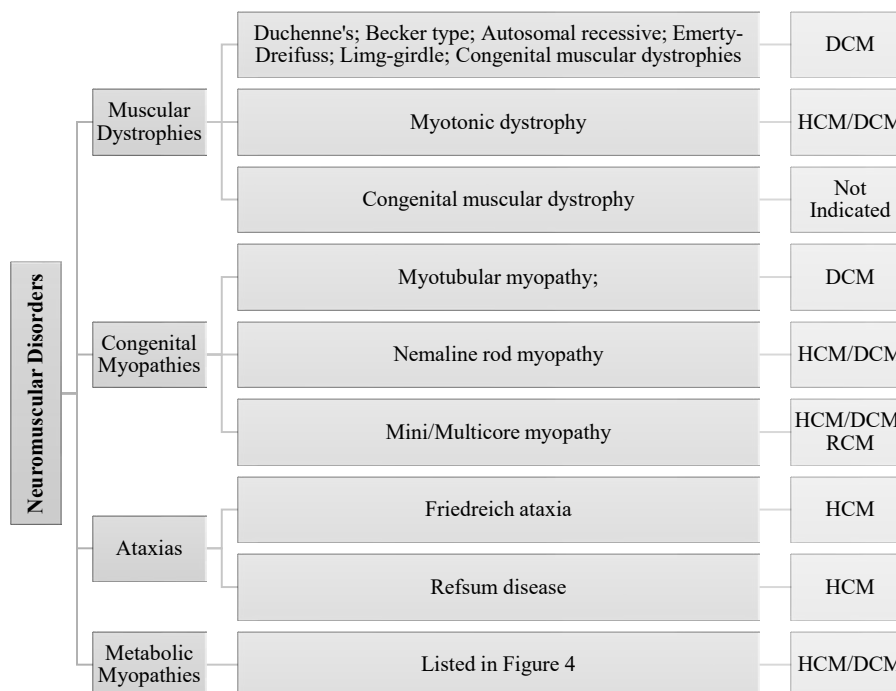 Neuromuscular Disorders
Muscular
Dystrophies
Duchenne's; Becker type; Autosomal recessive; Emerty-
Dreifuss; Limg-girdle; Congenital muscular dystrophies
DCM
Myotonic dystrophy
HCM/DCM
Congenital muscular dystrophy
Not
Indicated
Congenital
Myopathies
Myotubular myopathy;
DCM
Nemaline rod myopathy
HCM/DCM
Mini/Multicore myopathy
HCM/DCM
RCM
Ataxias
Friedreich ataxia
HCM
Refsum disease
HCM
Metabolic
Myopathies
Listed in Figure 4
HCM/DCM